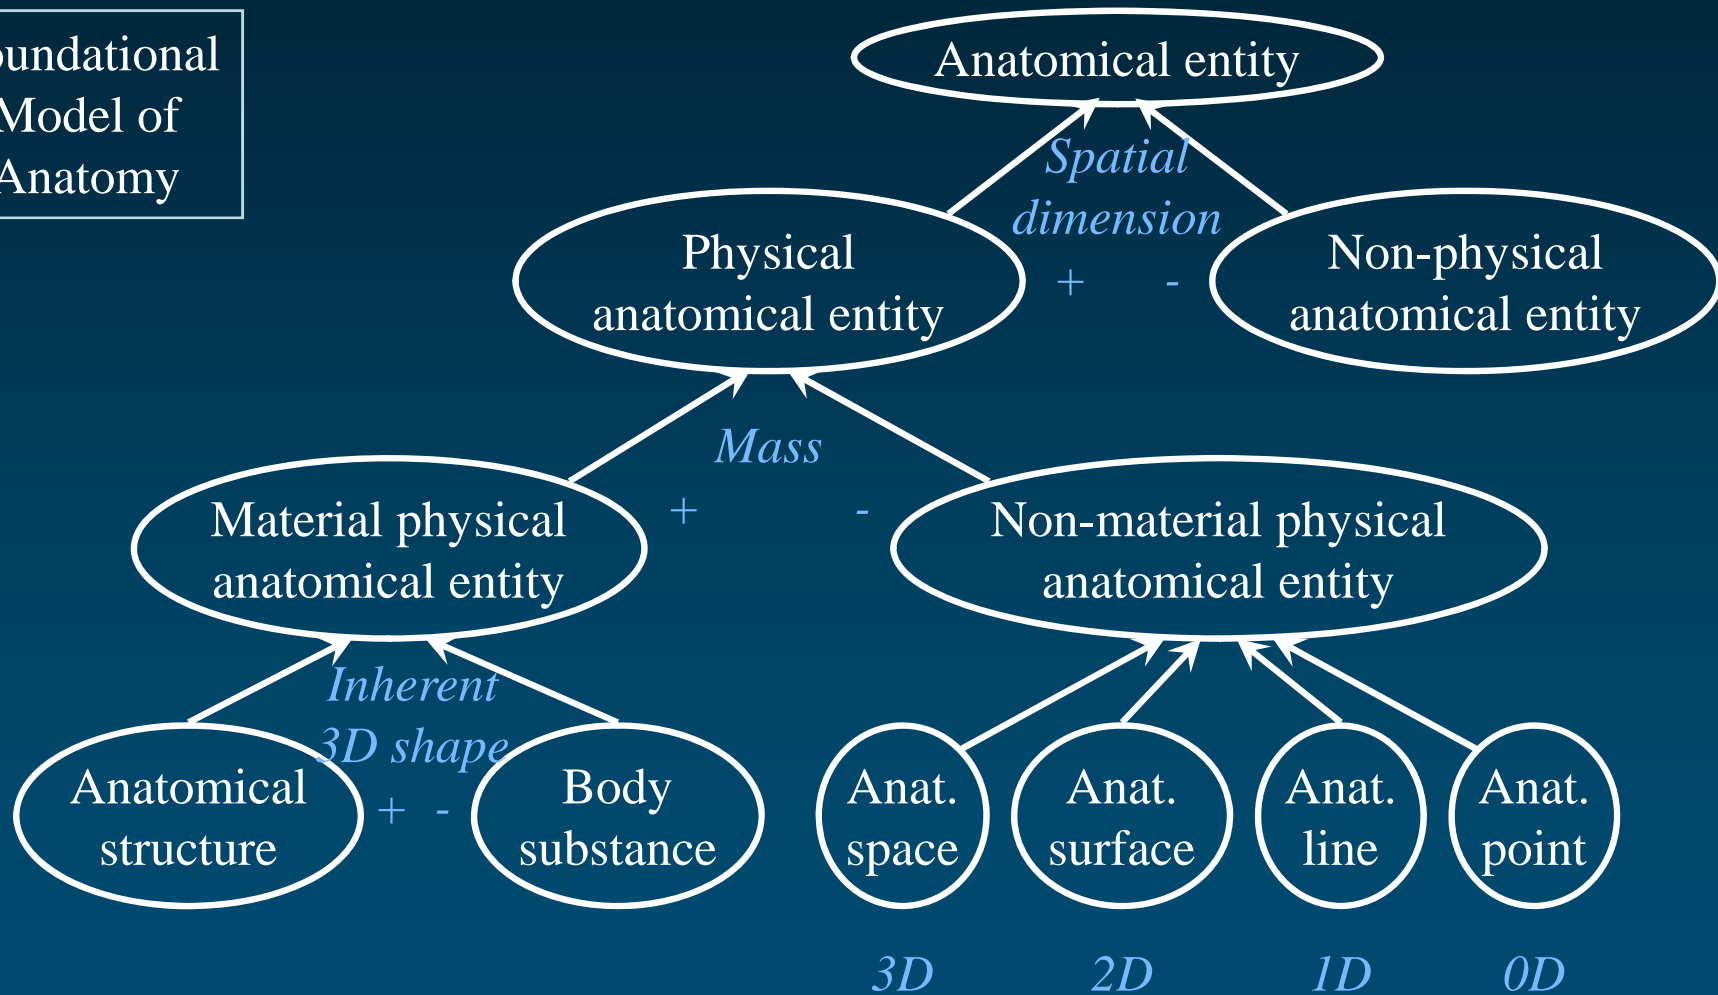 oundational
Model of
Anatomy
Anatomical entity
Spatial
dimension
+ -
Physical
anatomical entity
Non-physical
anatomical entity
Mass
+ -
Material physical
anatomical entity
Non-material physical
anatomical entity
Inherent
3D shape
+ -
Anatomical
structure
Body
substance
Anat.
space
Anat.
surface
Anat.
line
Anat.
point
3D 2D 1D 0D